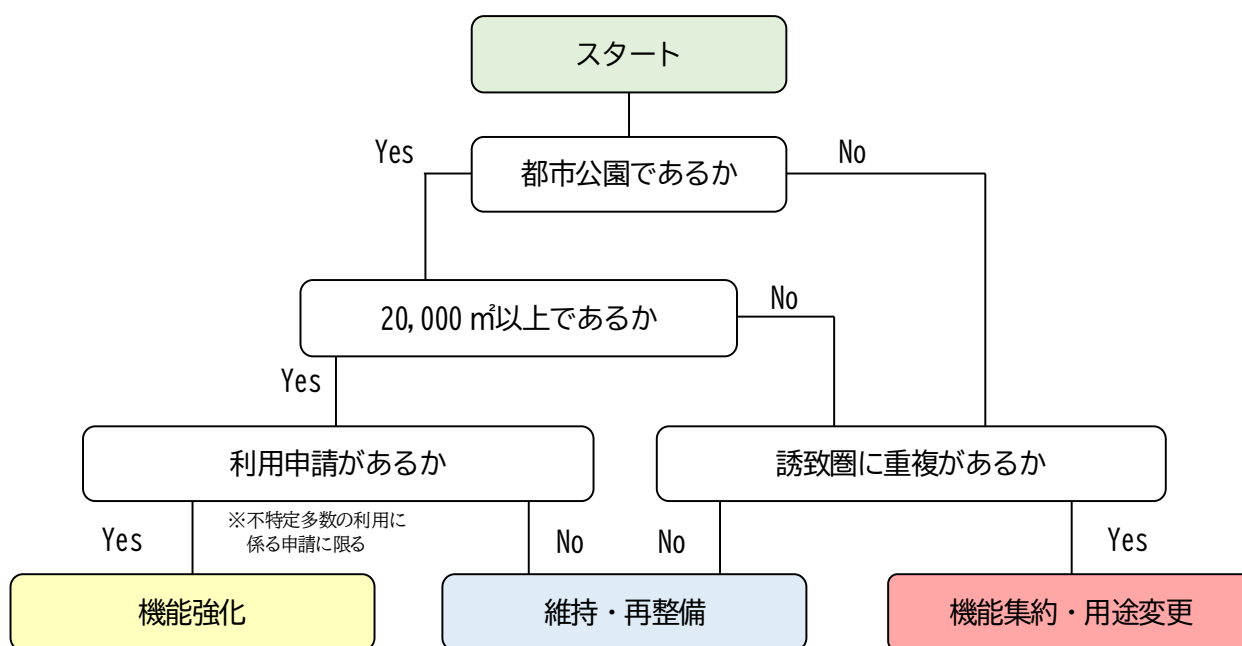 スタート
Yes
都市公園であるか
No
20,000 ㎡以上であるか
No
Yes
利用申請があるか
誘致圏に重複があるか
Yes
※不特定多数の利用に
係る申請に限る
No
No
Yes
機能強化
維持・再整備
機能集約・用途変更